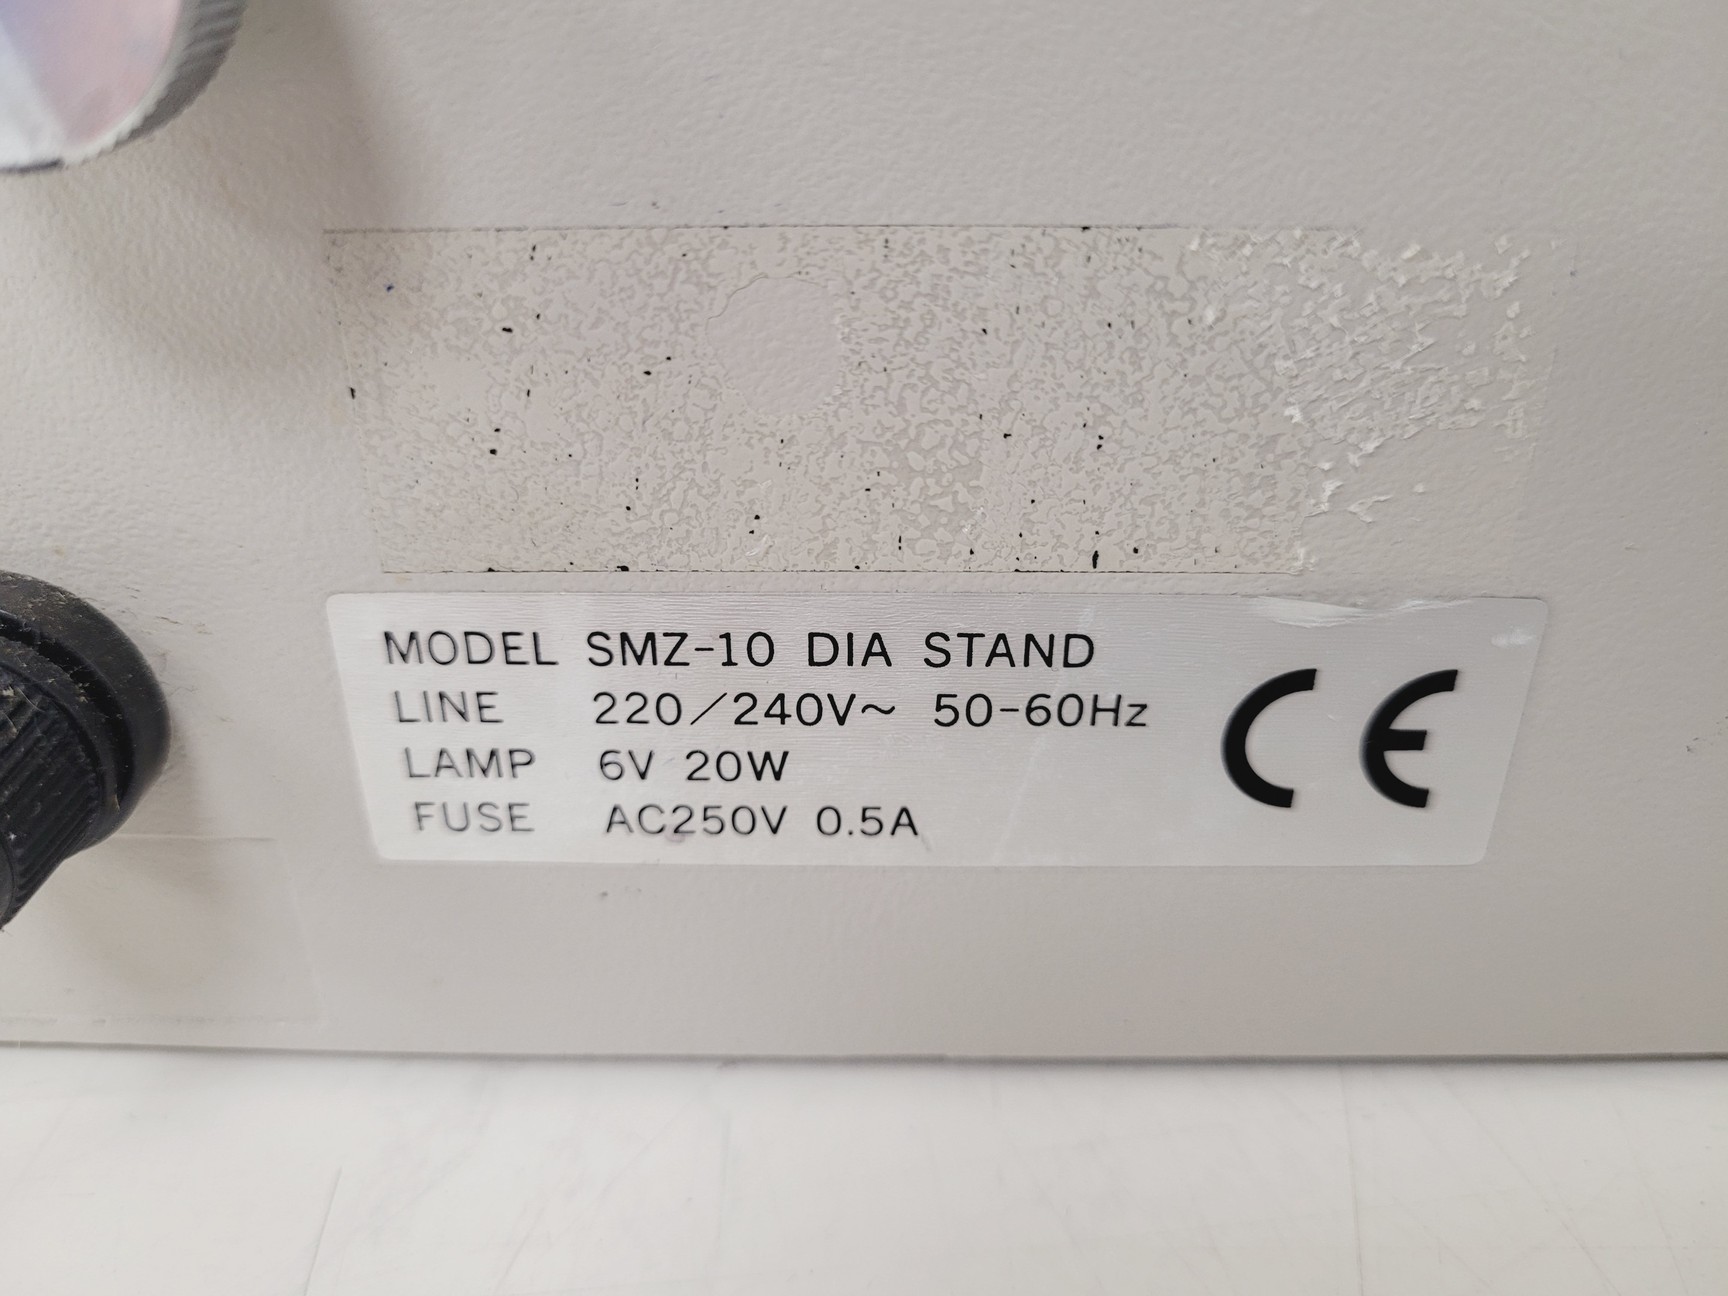 MODEL SMZ-10 DIA STAND
LINE 220/240V~ 50-60Hz
LAMP 6V 20W
FUSE AC250V 0.5A
CE